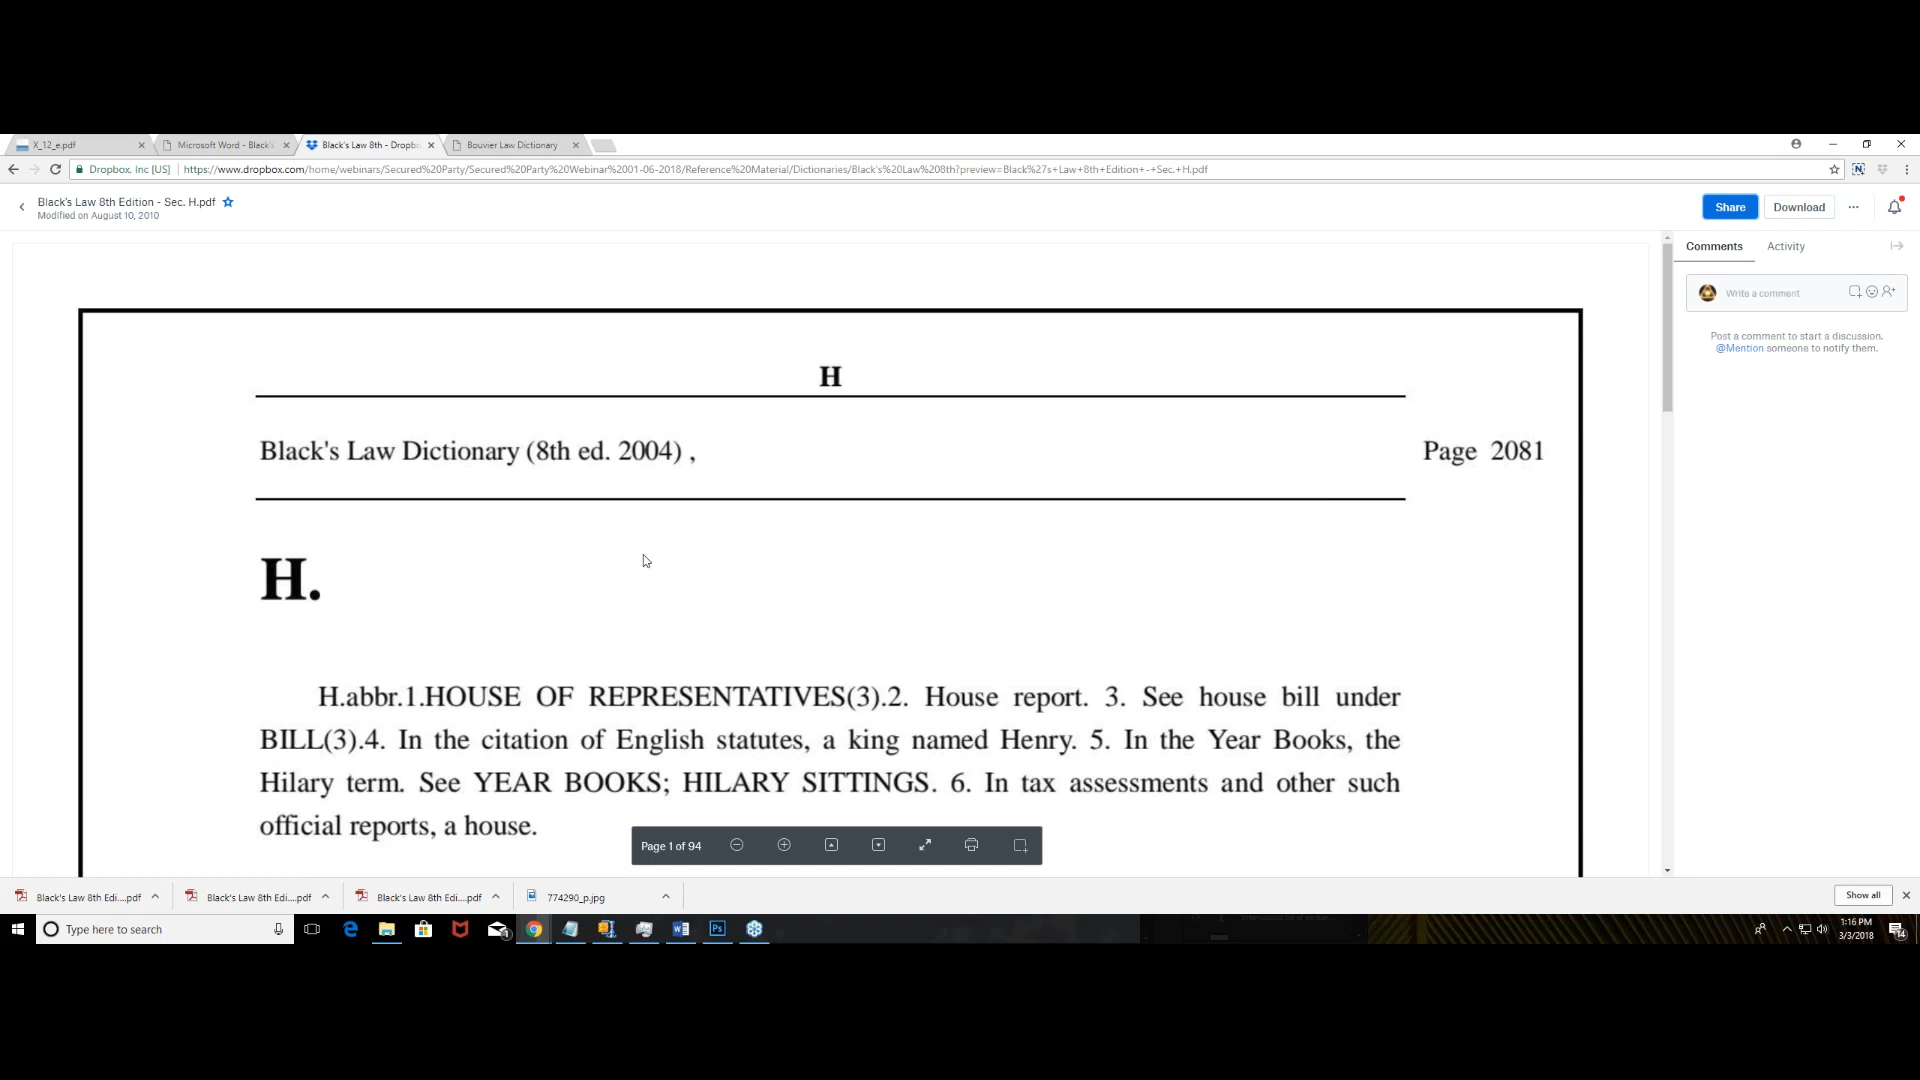 X_12_e.pdf
Microsoft Word - Black's
Black's Law 8th - Dropbo
Bouvier Law Dictionary
Dropbox, Inc [US] https://www.dropbox.com/home/webinars/Secured%20Party/Secured%20Party%20Webinar%2001-06-2018/Reference%20Material/Dictionaries/Black's%20Law%208th?preview=Black%27s+Law+8th+Edition+-+Sec.+H.pdf
Black's Law 8th Edition - Sec. H.pdf
Modified on August 10, 2010
Share
Download
Comments Activity
Write a comment
Post a comment to start a discussion.
@Mention someone to notify them.
H
Black's Law Dictionary (8th ed. 2004) , Page 2081
H.
H.abbr.1.HOUSE OF REPRESENTATIVES(3).2. House report. 3. See house bill under
BILL(3).4. In the citation of English statutes, a king named Henry. 5. In the Year Books, the
Hilary term. See YEAR BOOKS; HILARY SITTINGS. 6. In tax assessments and other such
official reports, a house.
Page 1 of 94
Black's Law 8th Edi....pdf
Black's Law 8th Edi....pdf
Black's Law 8th Edi....pdf
774290_p.jpg
Show all
Type here to search
1:16 PM
3/3/2018